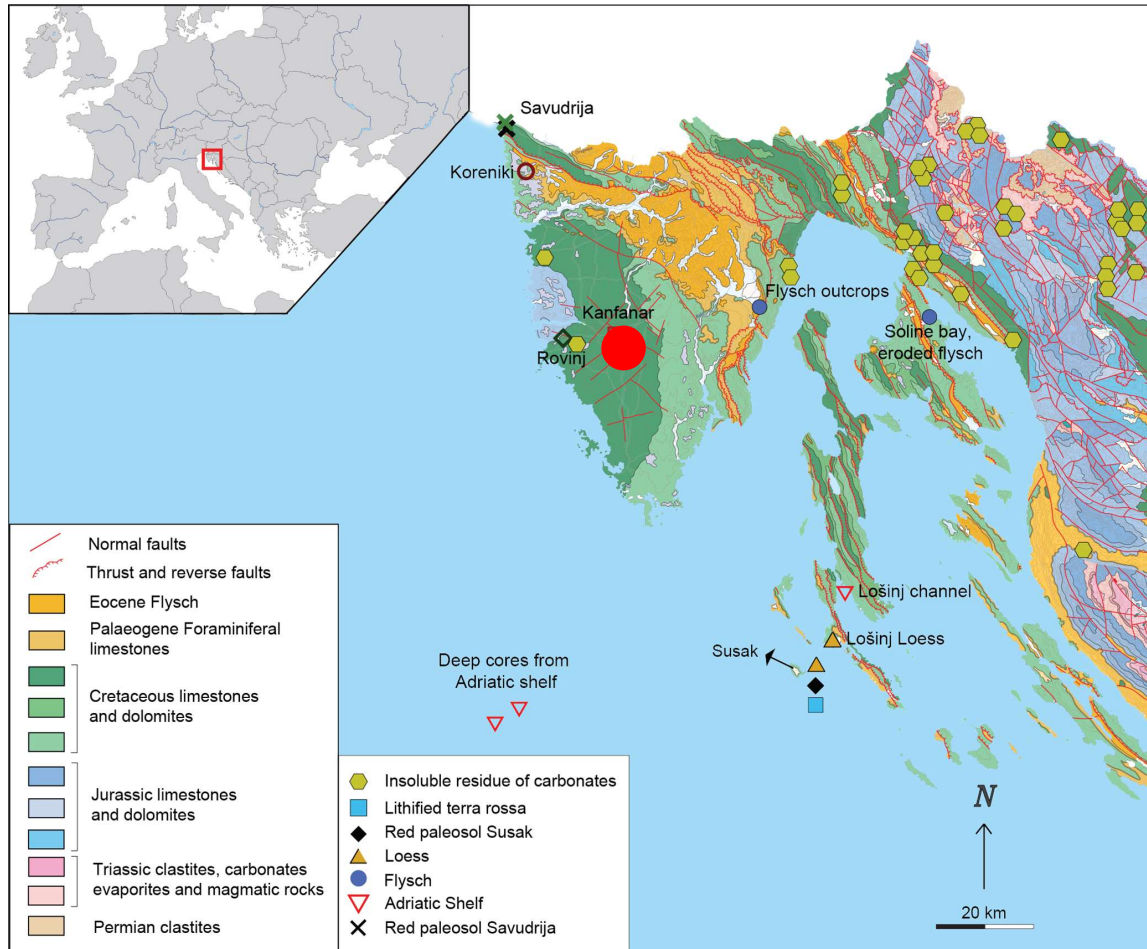 Savudrija
Koreniki
Kanfanar
Rovinj
Flysch outcrops
Soline bay,
eroded flysch
Lošinj channel
Lošinj Loess
Susak
Deep cores from
Adriatic shelf
Normal faults
Thrust and reverse faults
Eocene Flysch
Palaeogene Foraminiferal
limestones
Cretaceous limestones
and dolomites
Jurassic limestones
and dolomites
Triassic clastites, carbonates
evaporites and magmatic rocks
Permian clastites
Insoluble residue of carbonates
Lithified terra rossa
Red paleosol Susak
Loess
Flysch
Adriatic Shelf
Red paleosol Savudrija
N
20 km